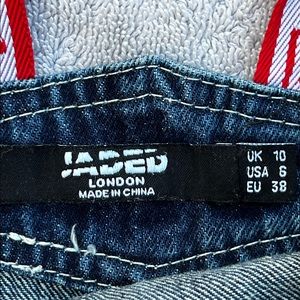 JADED
LONDON
MADE IN CHINA
UK 10
USA 6
EU 38